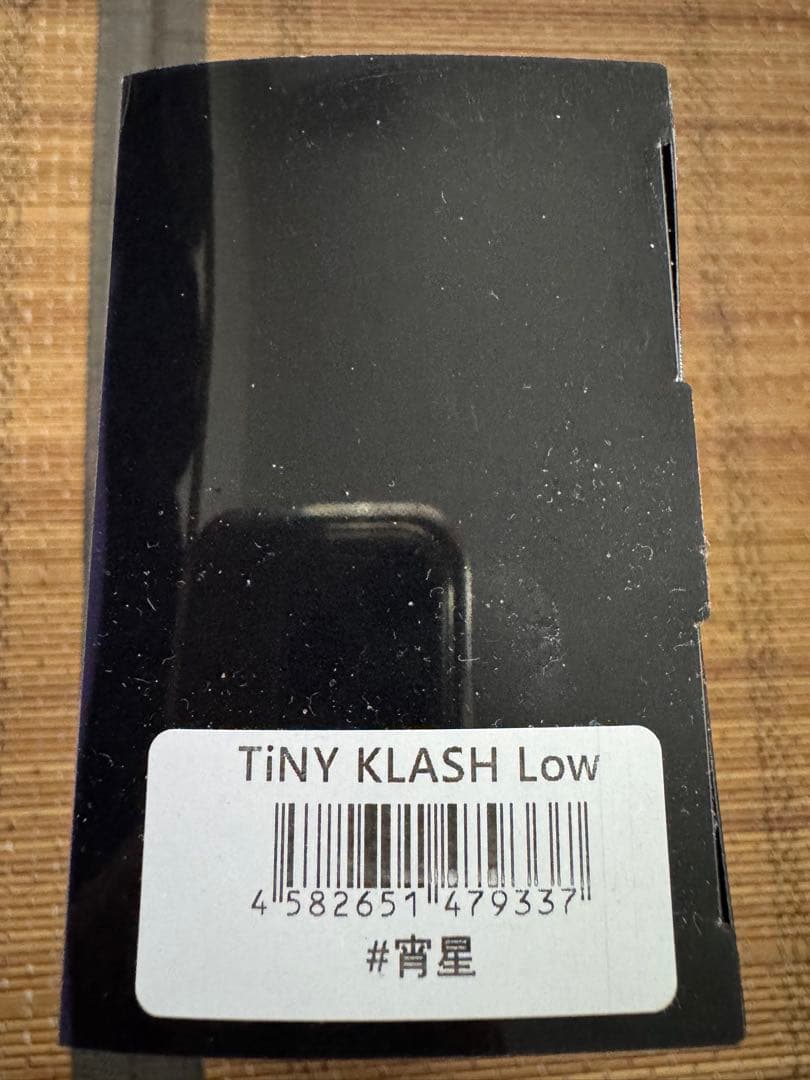 TiNY KLASH Low
4 582651 479337
#宵星